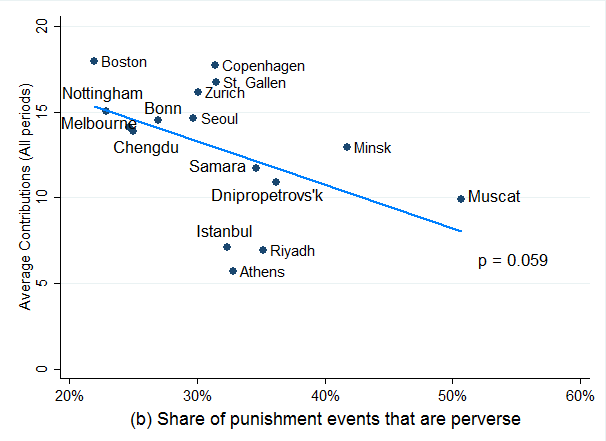 20
15
10
5
0
Average Contributions (All periods)
Boston
Copenhagen
St. Gallen
Zurich
Nottingham
Bonn
Seoul
Melbourne
Chengdu
Minsk
Samara
Dnipropetrovs'k
Muscat
Istanbul
Riyadh
Athens
p = 0.059
20% 30% 40% 50% 60%
(b) Share of punishment events that are perverse